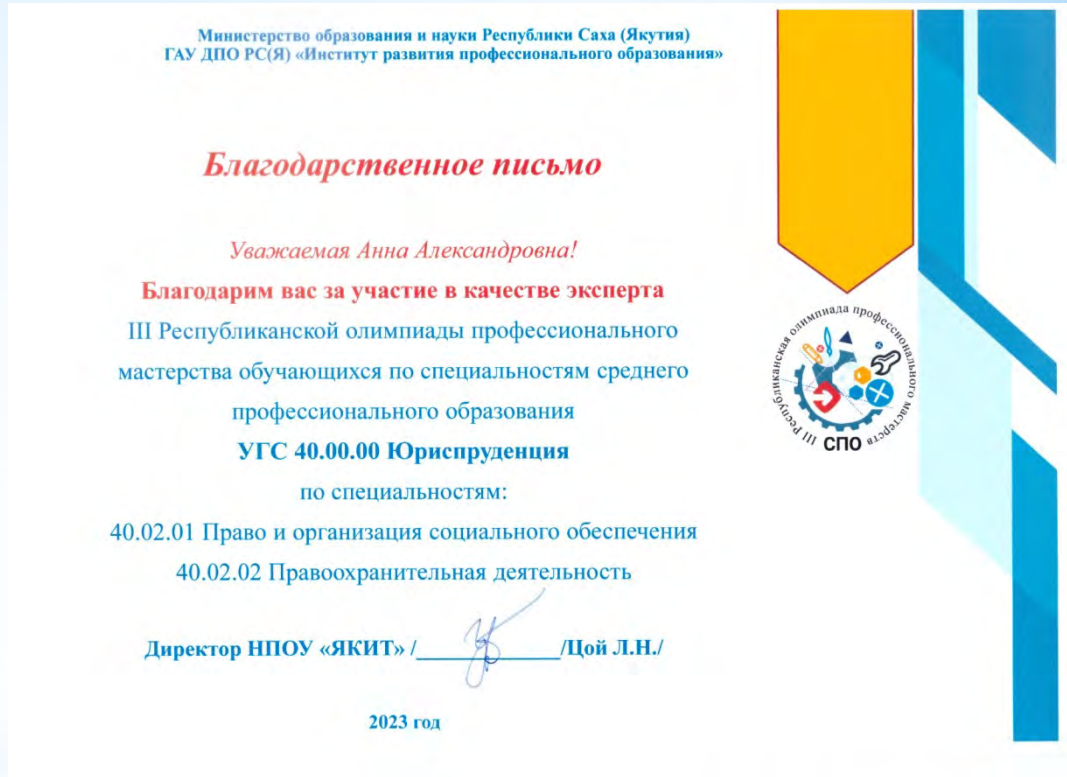 Министерство образования и науки Республики Саха (Якутия)
ГАУ ДПО РС(Я) «Институт развития профессионального образования»
Благодарственное письмо
Уважаемая Анна Александровна!
Благодарим вас за участие в качестве эксперта
III Республиканской олимпиады профессионального
мастерства обучающихся по специальностям среднего
профессионального образования
УГС 40.00.00 Юриспруденция
по специальностям:
40.02.01 Право и организация социального обеспечения
40.02.02 Правоохранительная деятельность
Директор НПОУ «ЯКИТ» /_____________/Цой Л.Н./
2023 год
III Республиканская олимпиада профессионального мастерств
СПО